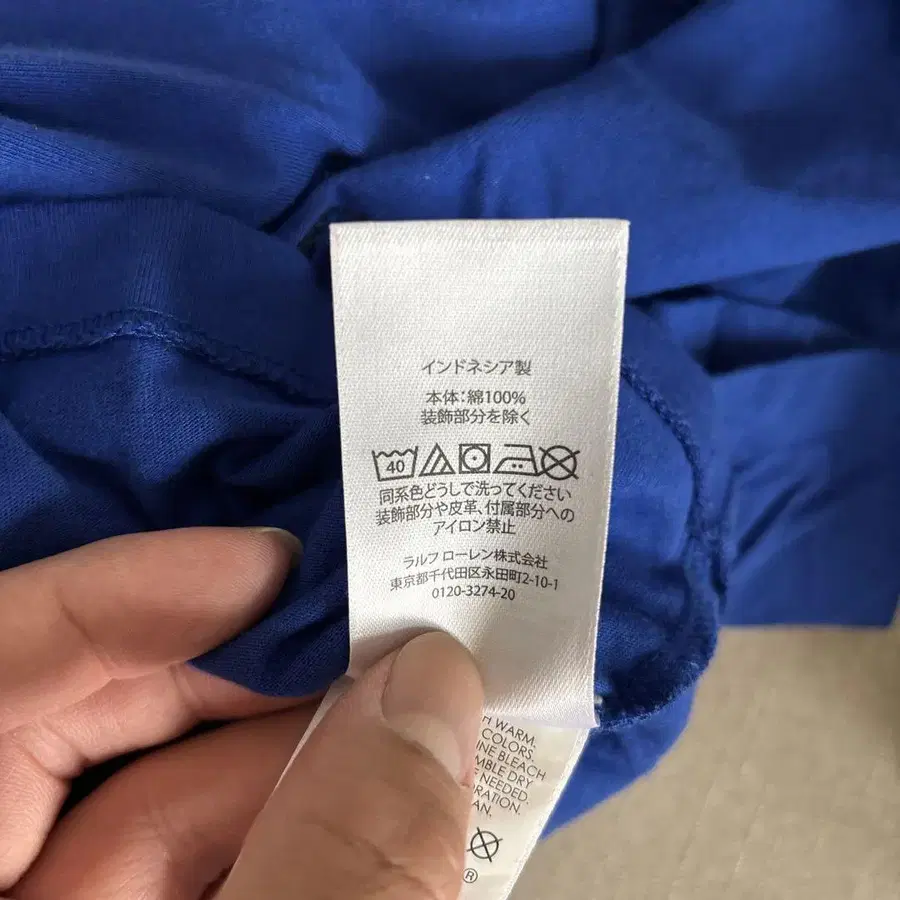 インドネシア製
本体:綿100%
装飾部分を除く
40
同系色どうしで洗ってください
装飾部分や皮革、付属部分への
アイロン禁止
ラルフ ローレン株式会社
東京都千代田区永田町2-10-1
0120-3274-20
WARM.
COLORS.
BLEACH
DRY
NEEDED.
®